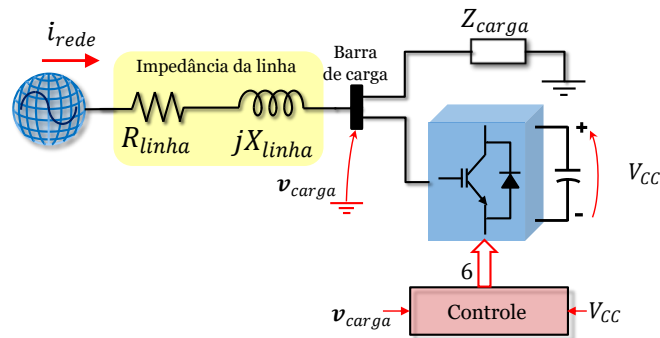 i_rede
Impedância da linha
R_linha
jX_linha
Barra
de carga
Z_carga
v_carga
+
V_CC
-
6
v_carga
Controle
V_CC